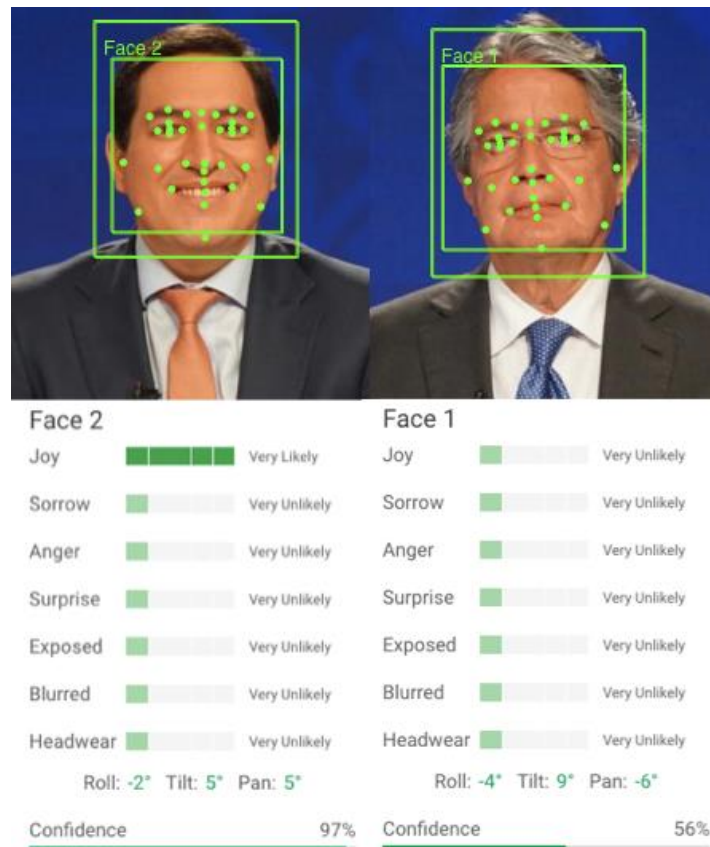 Face 2
Face 1
Face 2
Joy Very Likely
Sorrow Very Unlikely
Anger Very Unlikely
Surprise Very Unlikely
Exposed Very Unlikely
Blurred Very Unlikely
Headwear Very Unlikely
Roll: -2° Tilt: 5° Pan: 5°
Confidence 97%
Face 1
Joy Very Unlikely
Sorrow Very Unlikely
Anger Very Unlikely
Surprise Very Unlikely
Exposed Very Unlikely
Blurred Very Unlikely
Headwear Very Unlikely
Roll: -4° Tilt: 9° Pan: -6°
Confidence 56%